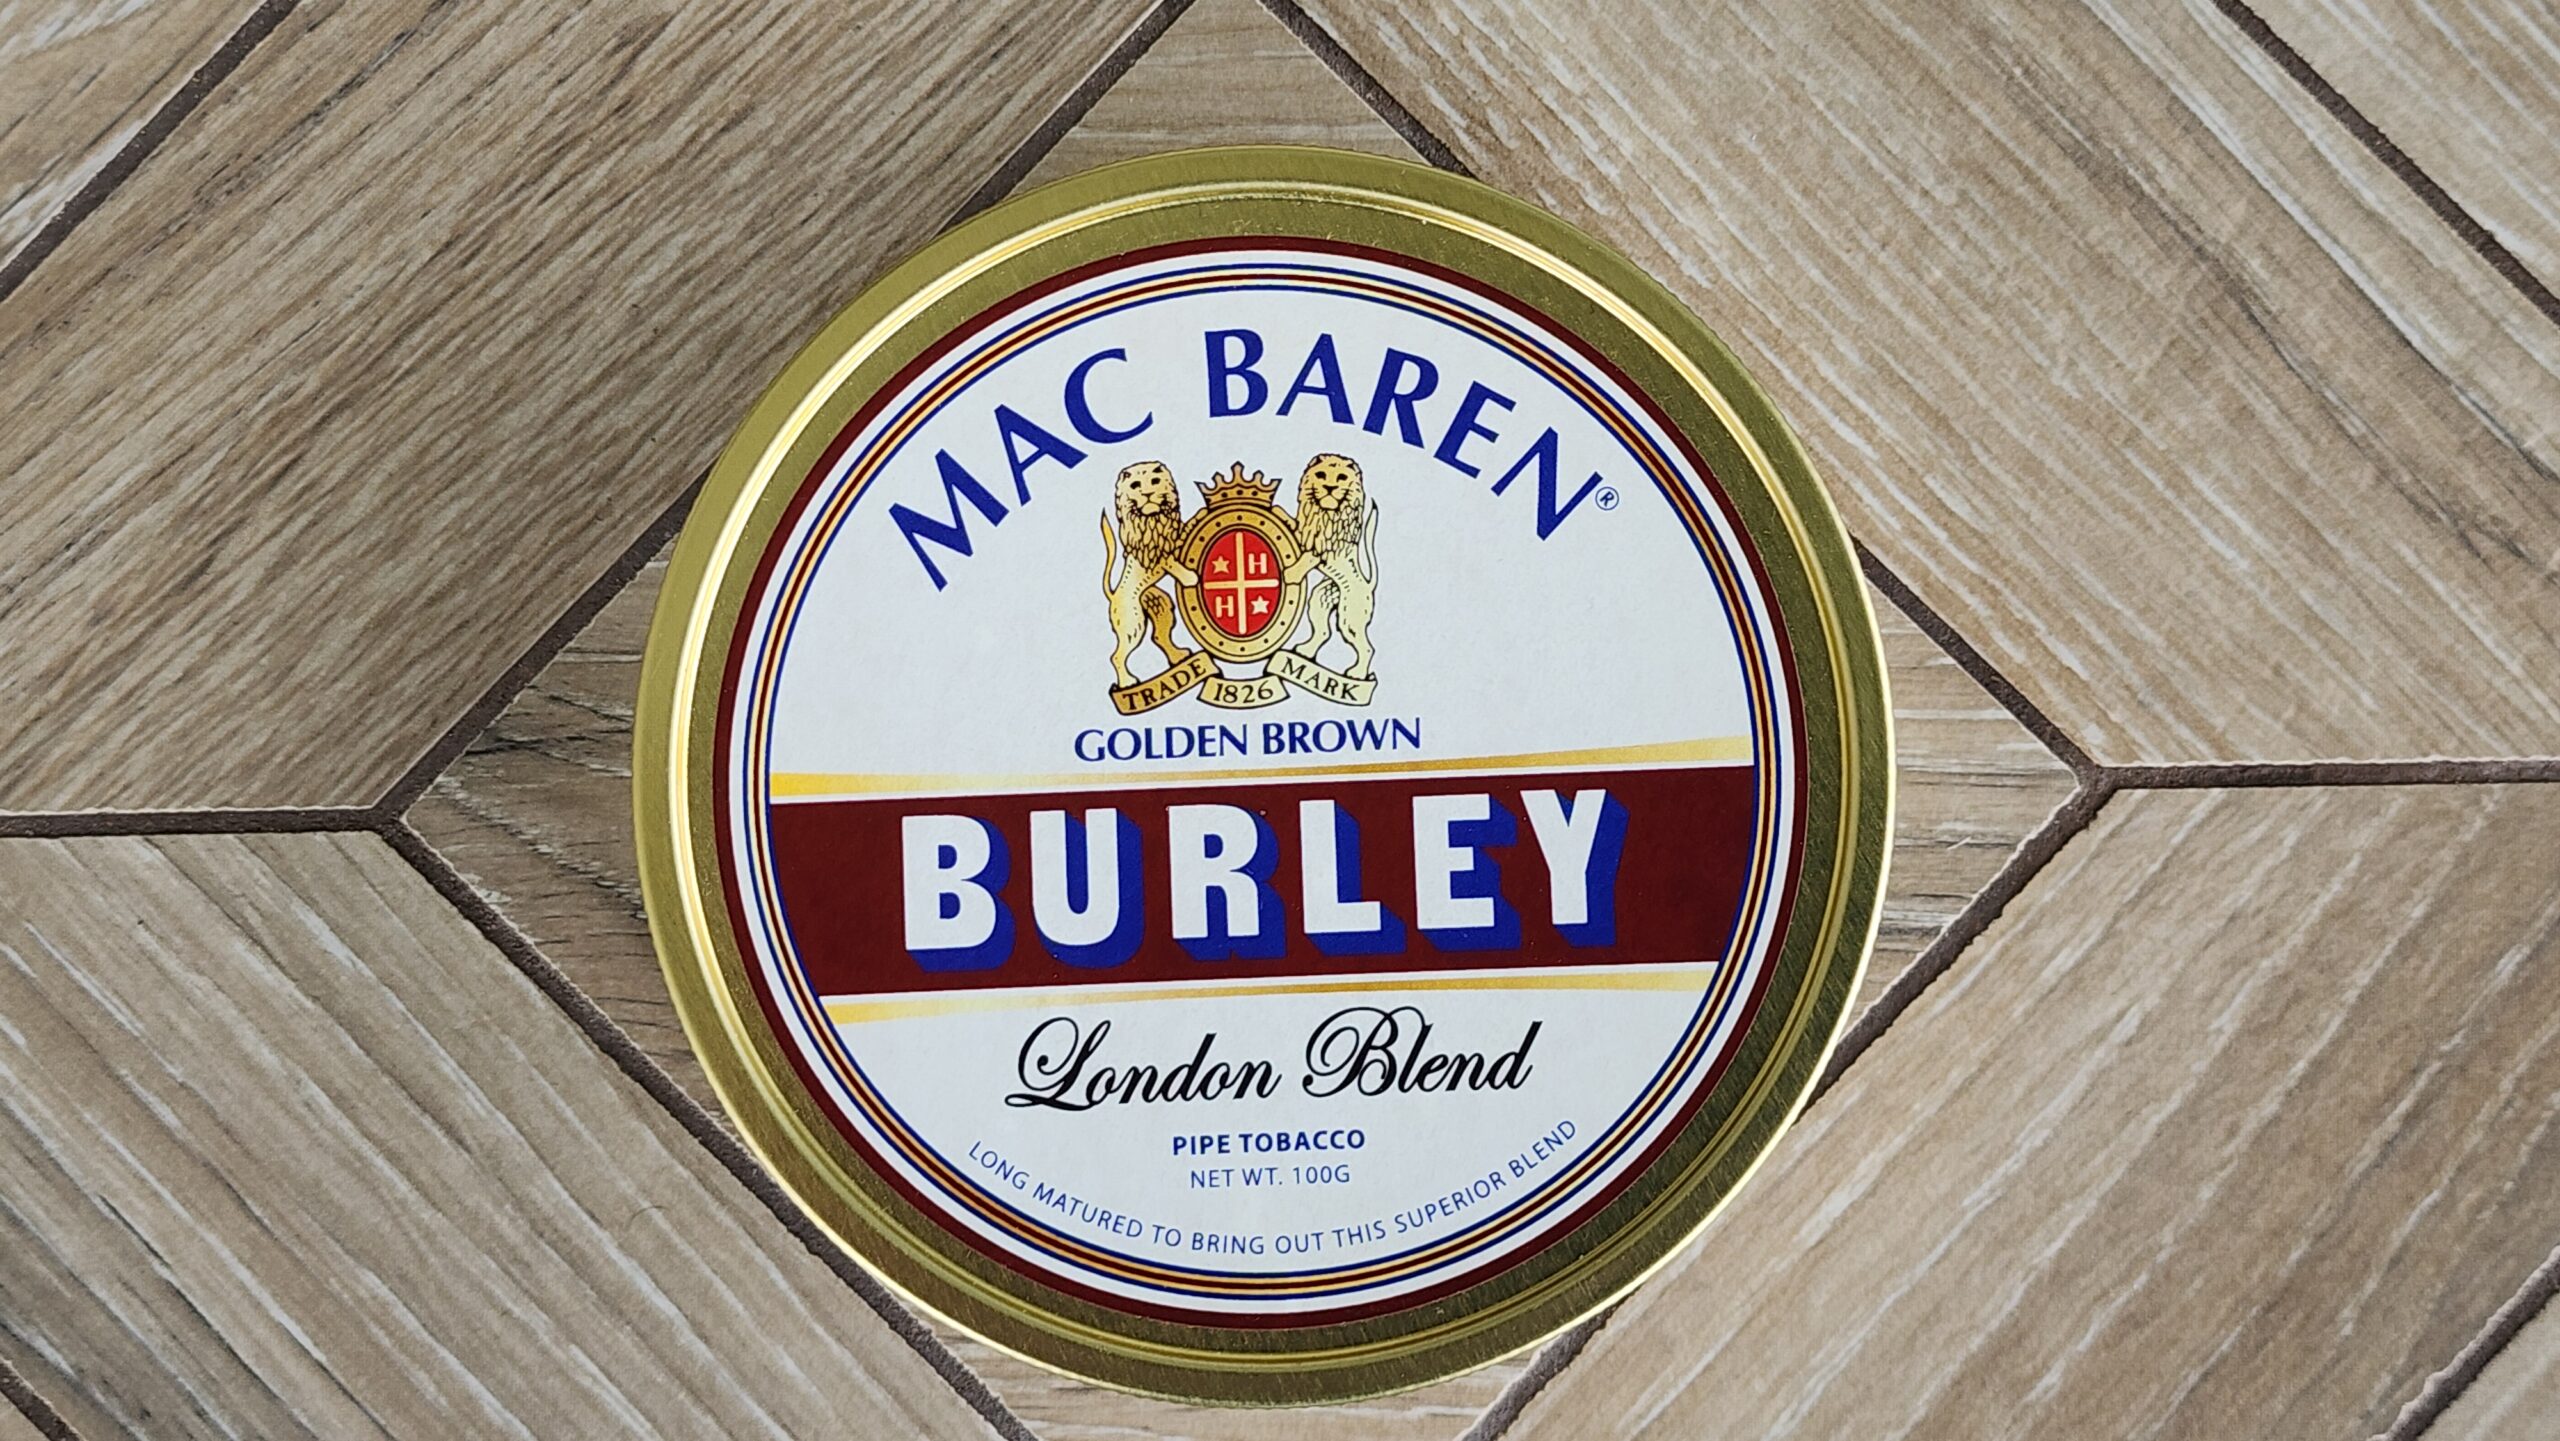 MAC BAREN®
H
H
TRADE 1826 MARK
GOLDEN BROWN
BURLEY
London Blend
PIPE TOBACCO
NET WT. 100G
LONG MATURED TO BRING OUT THIS SUPERIOR BLEND